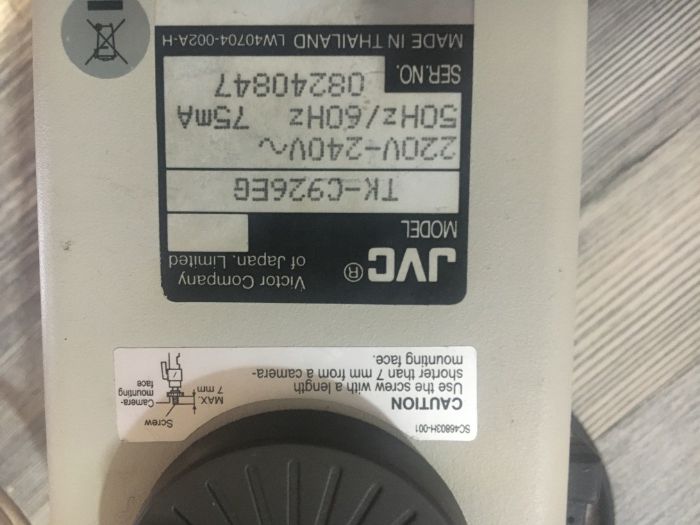 SC46803H-001
CAUTION
Use the screw with a length
shorter than 7 mm from a camera-
mounting face.
Screw
MAX.
7 mm
Camera-
mounting
face
JVC®
Victor Company
of Japan. Limited
MODEL
TK-C926EG
220V-240V~
50Hz/60Hz 75mA
SER.NO. 08240847
MADE IN THAILAND LW40704-002A-H